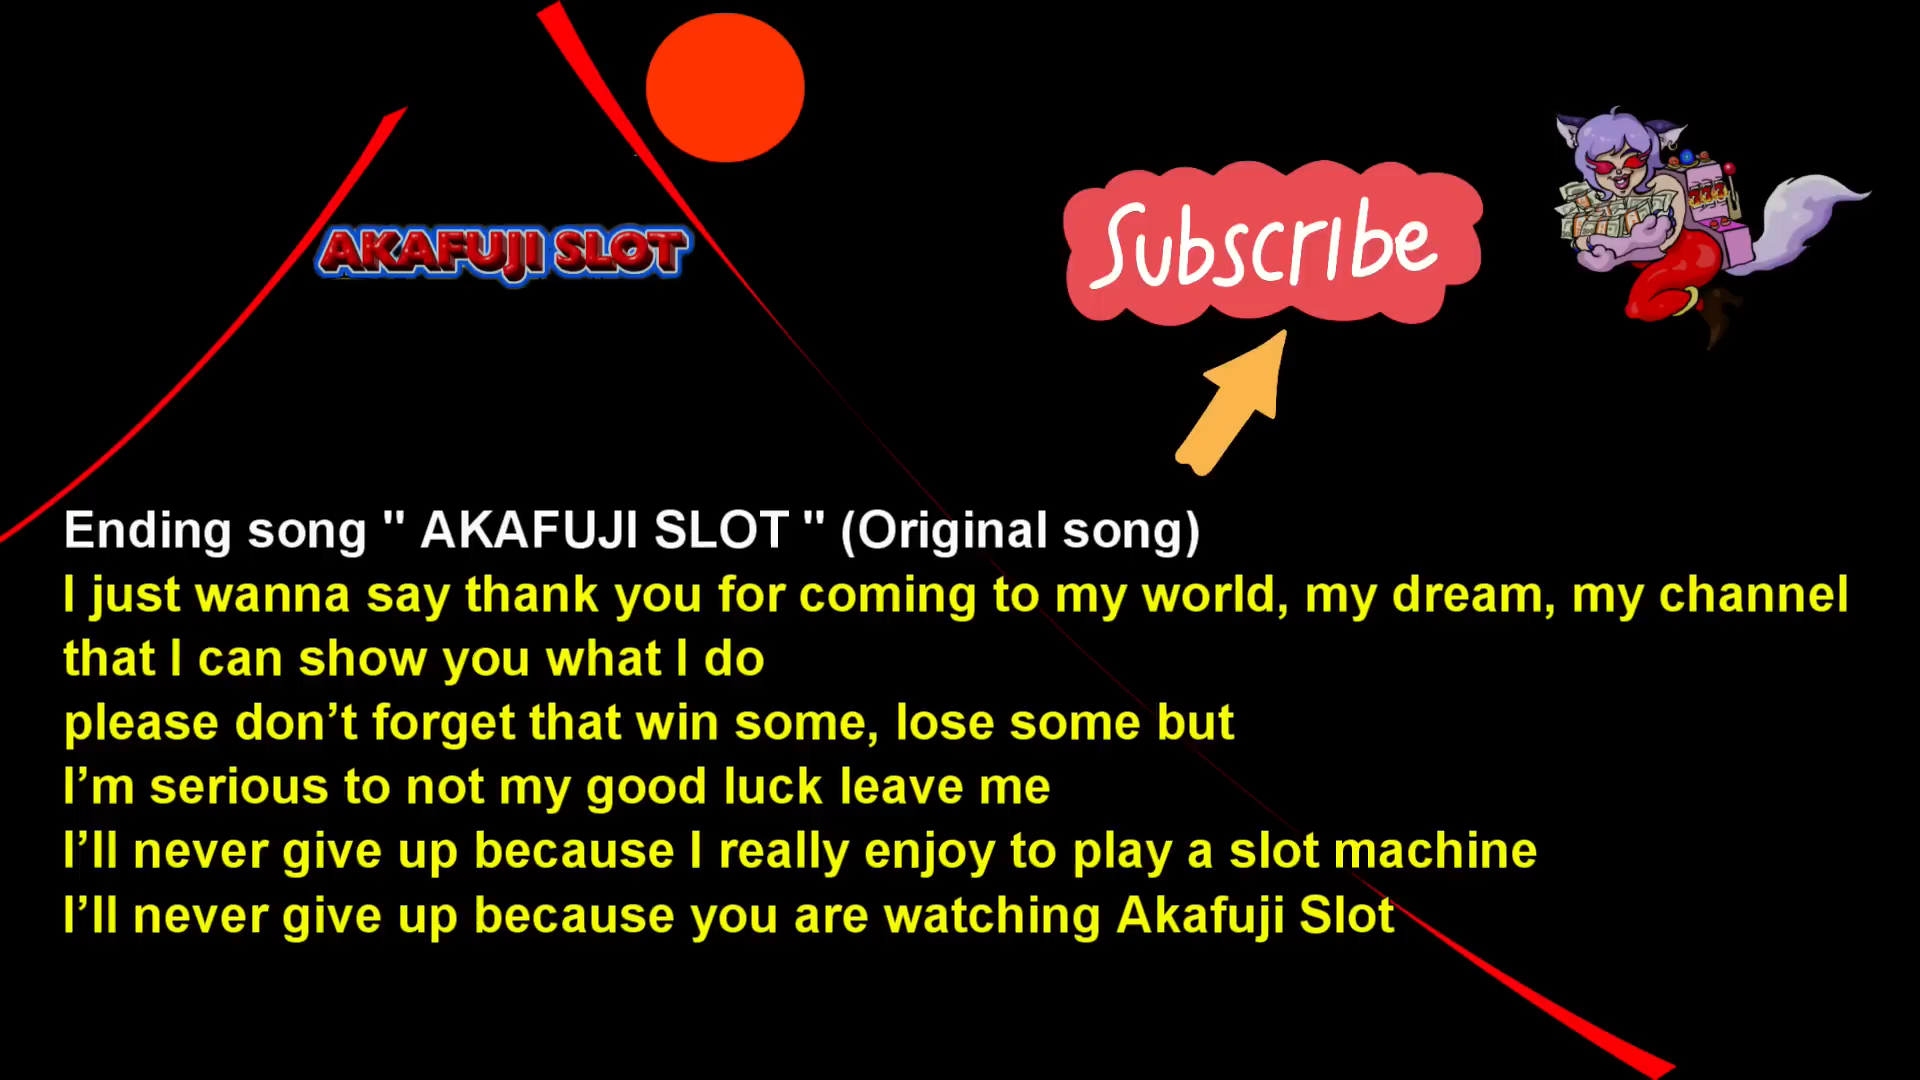 AKAFUJI SLOT
Subscribe
777
Ending song " AKAFUJI SLOT " (Original song)
I just wanna say thank you for coming to my world, my dream, my channel
that I can show you what I do
please don’t forget that win some, lose some but
I’m serious to not my good luck leave me
I’ll never give up because I really enjoy to play a slot machine
I’ll never give up because you are watching Akafuji Slot